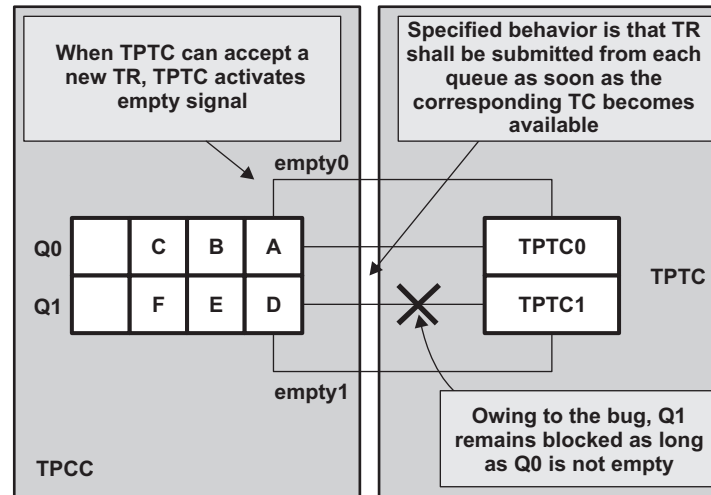 When TPTC can accept a
new TR, TPTC activates
empty signal
Specified behavior is that TR
shall be submitted from each
queue as soon as the
corresponding TC becomes
available
empty0
Q0
C
B
A
TPTC0
Q1
F
E
D
TPTC1
TPTC
empty1
Owing to the bug, Q1
remains blocked as long
as Q0 is not empty
TPCC